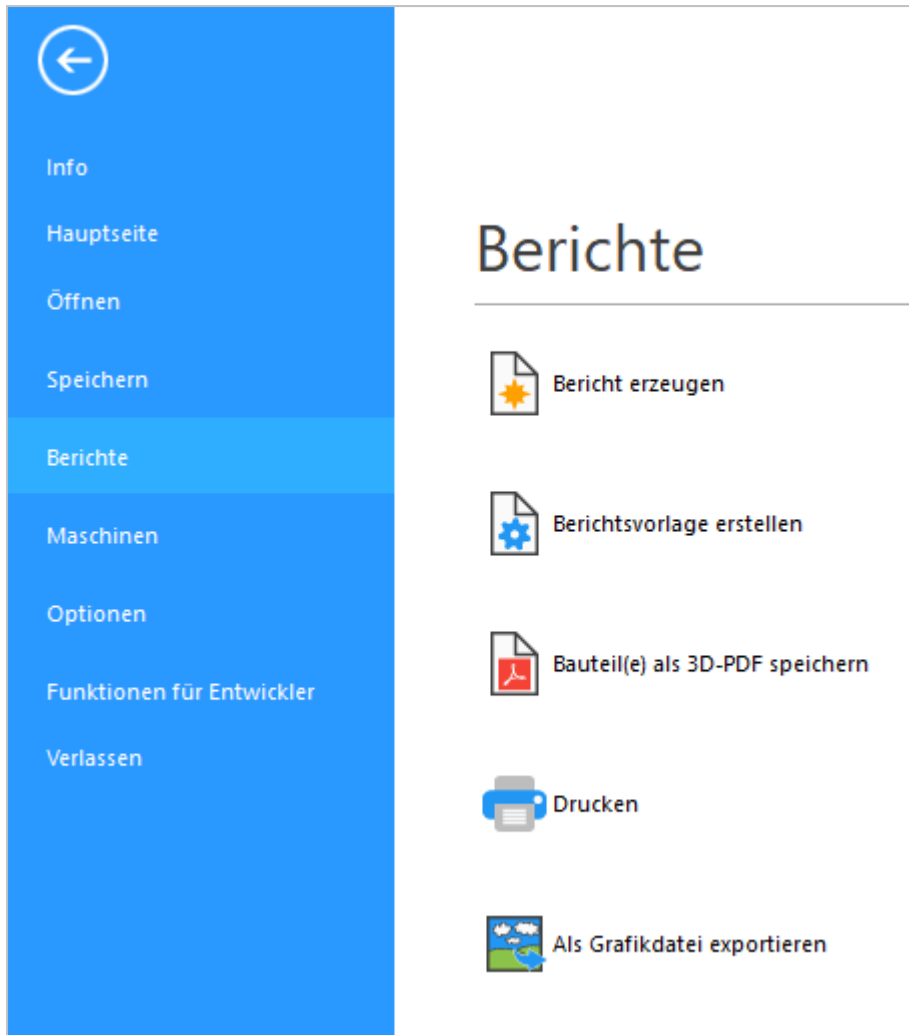 Info
Hauptseite
Öffnen
Speichern
Berichte
Maschinen
Optionen
Funktionen für Entwickler
Verlassen
Berichte
Bericht erzeugen
Berichtsvorlage erstellen
Bauteil(e) als 3D-PDF speichern
Drucken
Als Grafikdatei exportieren